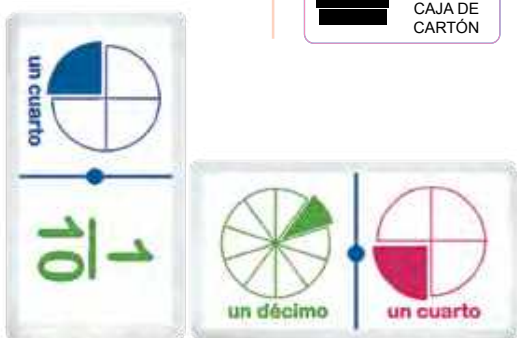 CAJA DE
CARTÓN
un cuarto
1
10
un décimo
un cuarto